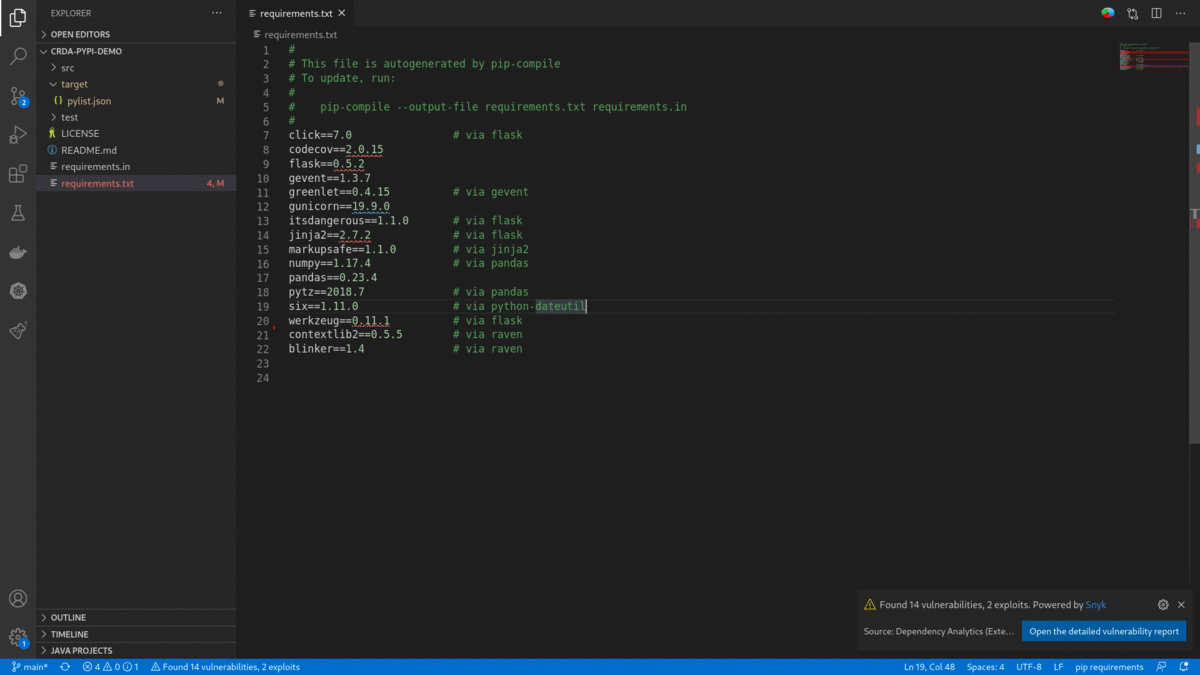 EXPLORER
OPEN EDITORS
CRDA-PYPI-DEMO
src
target
{} pylist.json M
test
LICENSE
README.md
requirements.in
requirements.txt 4, M
OUTLINE
TIMELINE
JAVA PROJECTS
2
1
requirements.txt
requirements.txt
1 #
2 # This file is autogenerated by pip-compile
3 # To update, run:
4 #
5 #    pip-compile --output-file requirements.txt requirements.in
6 #
7 click==7.0 # via flask
8 codecov==2.0.15
9 flask==0.5.2
10 gevent==1.3.7
11 greenlet==0.4.15 # via gevent
12 gunicorn==19.9.0
13 itsdangerous==1.1.0 # via flask
14 jinja2==2.7.2 # via flask
15 markupsafe==1.1.0 # via jinja2
16 numpy==1.17.4 # via pandas
17 pandas==0.23.4
18 pytz==2018.7 # via pandas
19 six==1.11.0 # via python-dateutil
20 werkzeug==0.11.1 # via flask
21 contextlib2==0.5.5 # via raven
22 blinker==1.4 # via raven
23
24
Found 14 vulnerabilities, 2 exploits. Powered by Snyk
Source: Dependency Analytics (Exte...
Open the detailed vulnerability report
main* 4 0 1 Found 14 vulnerabilities, 2 exploits
Ln 19, Col 48 Spaces: 4 UTF-8 LF pip requirements